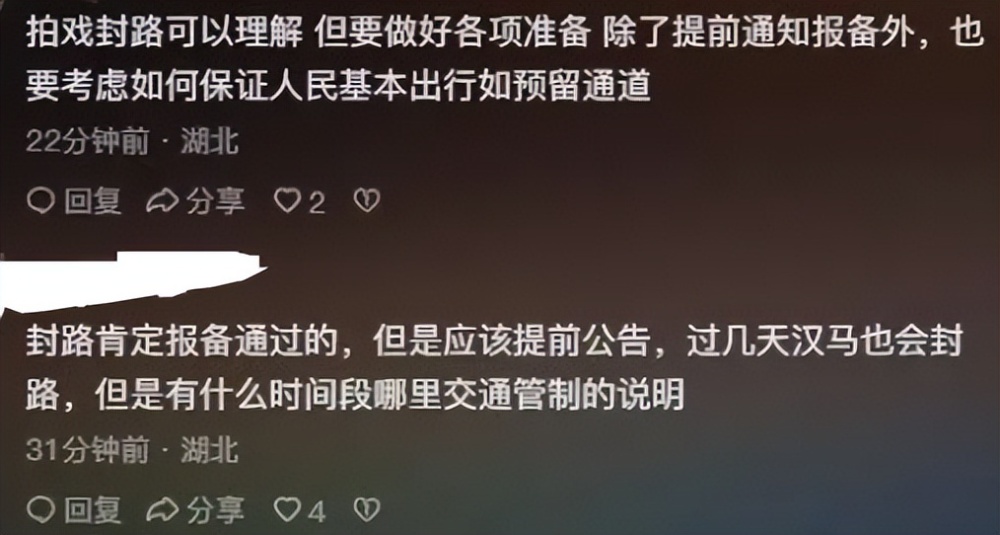 拍戏封路可以理解 但要做好各项准备 除了提前通知报备外，也
要考虑如何保证人民基本出行如预留通道
22分钟前 · 湖北
回复 分享 2
封路肯定报备通过的，但是应该提前公告，过几天汉马也会封
路，但是有什么时间段哪里交通管制的说明
31分钟前 · 湖北
回复 分享 4